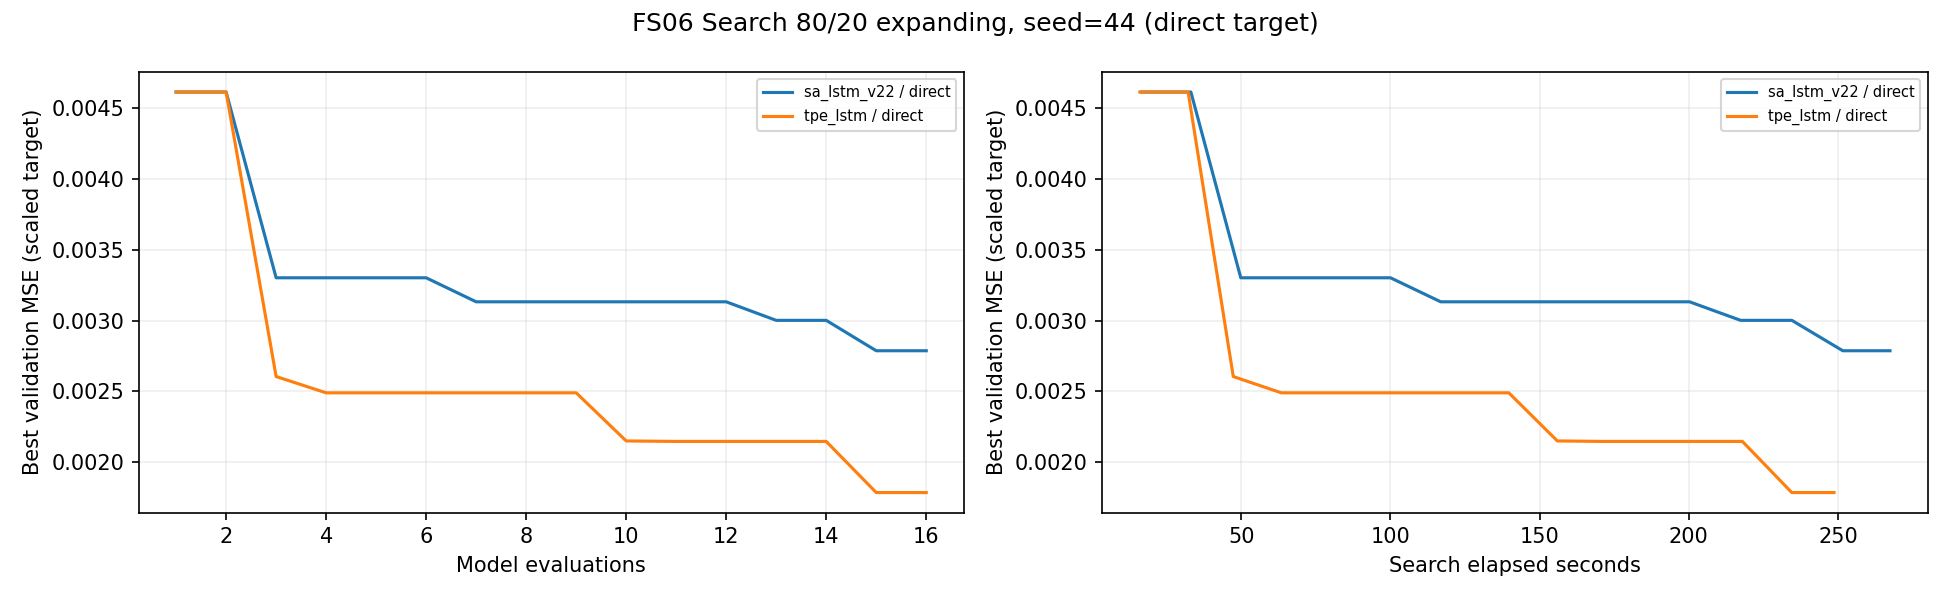 FS06 Search 80/20 expanding, seed=44 (direct target)
Best validation MSE (scaled target)
0.0045
0.0040
0.0035
0.0030
0.0025
0.0020
sa_lstm_v22 / direct
tpe_lstm / direct
2 4 6 8 10 12 14 16
Model evaluations
Best validation MSE (scaled target)
0.0045
0.0040
0.0035
0.0030
0.0025
0.0020
sa_lstm_v22 / direct
tpe_lstm / direct
50 100 150 200 250
Search elapsed seconds